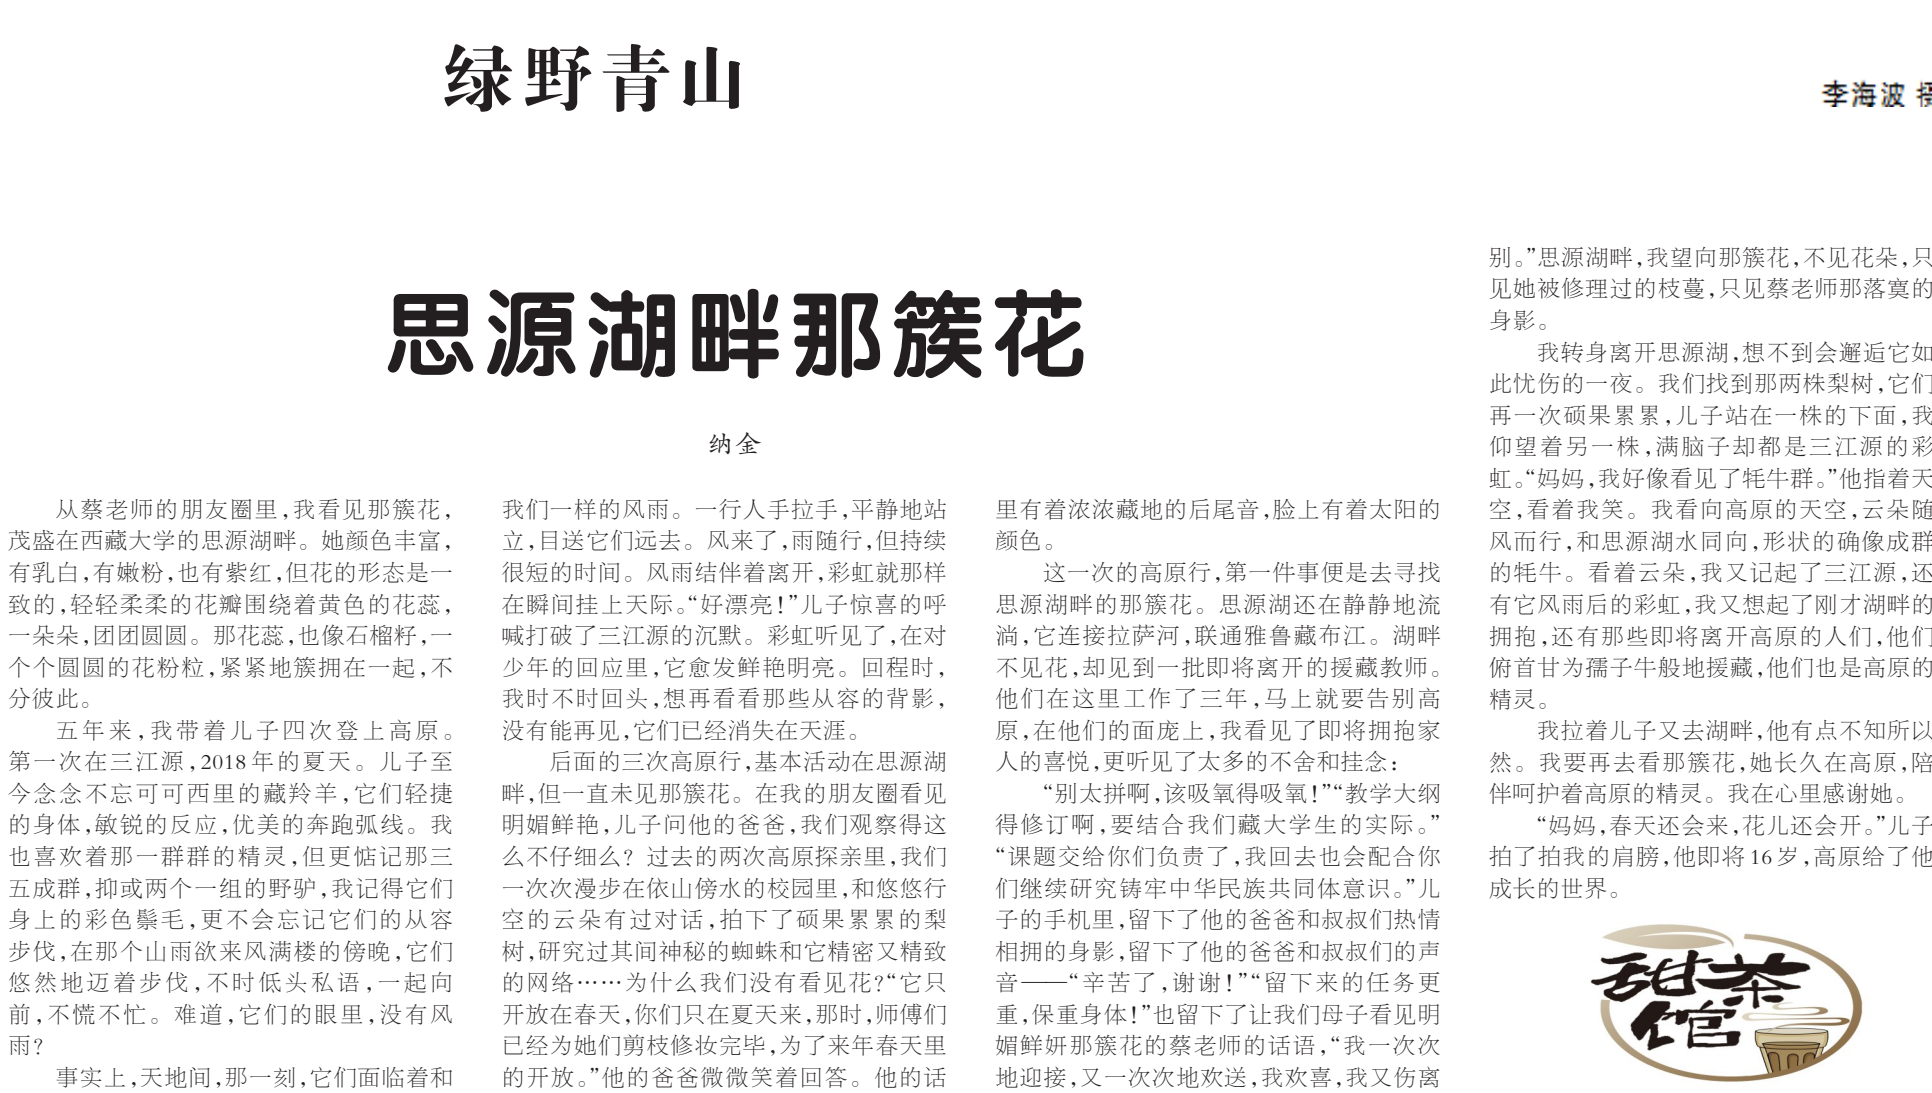 绿野青山
李海波
思源湖畔那簇花
纳金
从蔡老师的朋友圈里，我看见那簇花，
茂盛在西藏大学的思源湖畔。她颜色丰富，
有乳白，有嫩粉，也有紫红，但花的形态是一
致的，轻轻柔柔的花瓣围绕着黄色的花蕊，
一朵朵，团团圆圆。那花蕊，也像石榴籽，一
个个圆圆的花粉粒，紧紧地簇拥在一起，不
分彼此。
五年来，我带着儿子四次登上高原。
第一次在三江源，2018年的夏天。儿子至
今念念不忘可可西里的藏羚羊，它们轻捷
的身体，敏锐的反应，优美的奔跑弧线。我
也喜欢着那一群群的精灵，但更惦记那三
五成群，抑或两个一组的野驴，我记得它们
身上的彩色鬃毛，更不会忘记它们的从容
步伐，在那个山雨欲来风满楼的傍晚，它们
悠然地迈着步伐，不时低头私语，一起向
前，不慌不忙。难道，它们的眼里，没有风
雨？
事实上，天地间，那一刻，它们面临着和
我们一样的风雨。一行人手拉手，平静地站
立，目送它们远去。风来了，雨随行，但持续
很短的时间。风雨结伴着离开，彩虹就那样
在瞬间挂上天际。“好漂亮！”儿子惊喜的呼
喊打破了三江源的沉默。彩虹听见了，在对
少年的回应里，它愈发鲜艳明亮。回程时，
我时不时回头，想再看看那些从容的背影，
没有能再见，它们已经消失在天涯。
后面的三次高原行，基本活动在思源湖
畔，但一直未见那簇花。在我的朋友圈看见
明媚鲜艳，儿子问他的爸爸，我们观察得这
么不仔细么？过去的两次高原探亲里，我们
一次次漫步在依山傍水的校园里，和悠悠行
空的云朵有过对话，拍下了硕果累累的梨
树，研究过其间神秘的蜘蛛和它精密又精致
的网络……为什么我们没有看见花？“它只
开放在春天，你们只在夏天来，那时，师傅们
已经为她们剪枝修妆完毕，为了来年春天里
的开放。”他的爸爸微微笑着回答。他的话
里有着浓浓藏地的后尾音，脸上有着太阳的
颜色。
这一次的高原行，第一件事便是去寻找
思源湖畔的那簇花。思源湖还在静静地流
淌，它连接拉萨河，联通雅鲁藏布江。湖畔
不见花，却见到一批即将离开的援藏教师。
他们在这里工作了三年，马上就要告别高
原，在他们的面庞上，我看见了即将拥抱家
人的喜悦，更听见了太多的不舍和挂念：
“别太拼啊，该吸氧得吸氧！”“教学大纲
得修订啊，要结合我们藏大学生的实际。”
“课题交给你们负责了，我回去也会配合你
们继续研究铸牢中华民族共同体意识。”儿
子的手机里，留下了他的爸爸和叔叔们热情
相拥的身影，留下了他的爸爸和叔叔们的声
音——“辛苦了，谢谢！”“留下来的任务更
重，保重身体！”也留下了让我们母子看见明
媚鲜妍那簇花的蔡老师的话语，“我一次次
地迎接，又一次次地欢送，我欢喜，我又伤离
别。”思源湖畔，我望向那簇花，不见花朵，只
见她被修理过的枝蔓，只见蔡老师那落寞的
身影。
我转身离开思源湖，想不到会邂逅它如
此忧伤的一夜。我们找到那两株梨树，它们
再一次硕果累累，儿子站在一株的下面，我
仰望着另一株，满脑子却都是三江源的彩
虹。“妈妈，我好像看见了牦牛群。”他指着天
空，看着我笑。我看向高原的天空，云朵随
风而行，和思源湖水同向，形状的确像成群
的牦牛。看着云朵，我又记起了三江源，还
有它风雨后的彩虹，我又想起了刚才湖畔的
拥抱，还有那些即将离开高原的人们，他们
俯首甘为孺子牛般地援藏，他们也是高原的
精灵。
我拉着儿子又去湖畔，他有点不知所以
然。我要再去看那簇花，她长久在高原，陪
伴呵护着高原的精灵。我在心里感谢她。
“妈妈，春天还会来，花儿还会开。”儿子
拍了拍我的肩膀，他即将16岁，高原给了他
成长的世界。
甜茶
馆